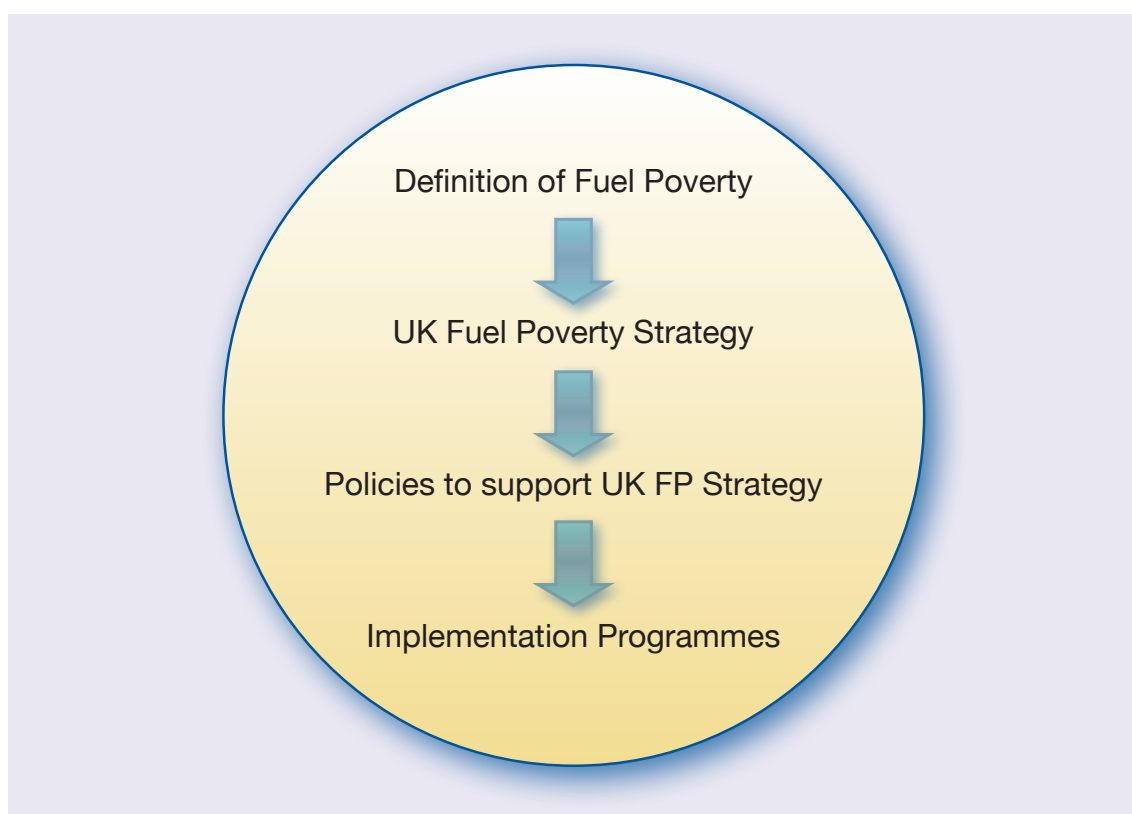 Definition of Fuel Poverty
UK Fuel Poverty Strategy
Policies to support UK FP Strategy
Implementation Programmes